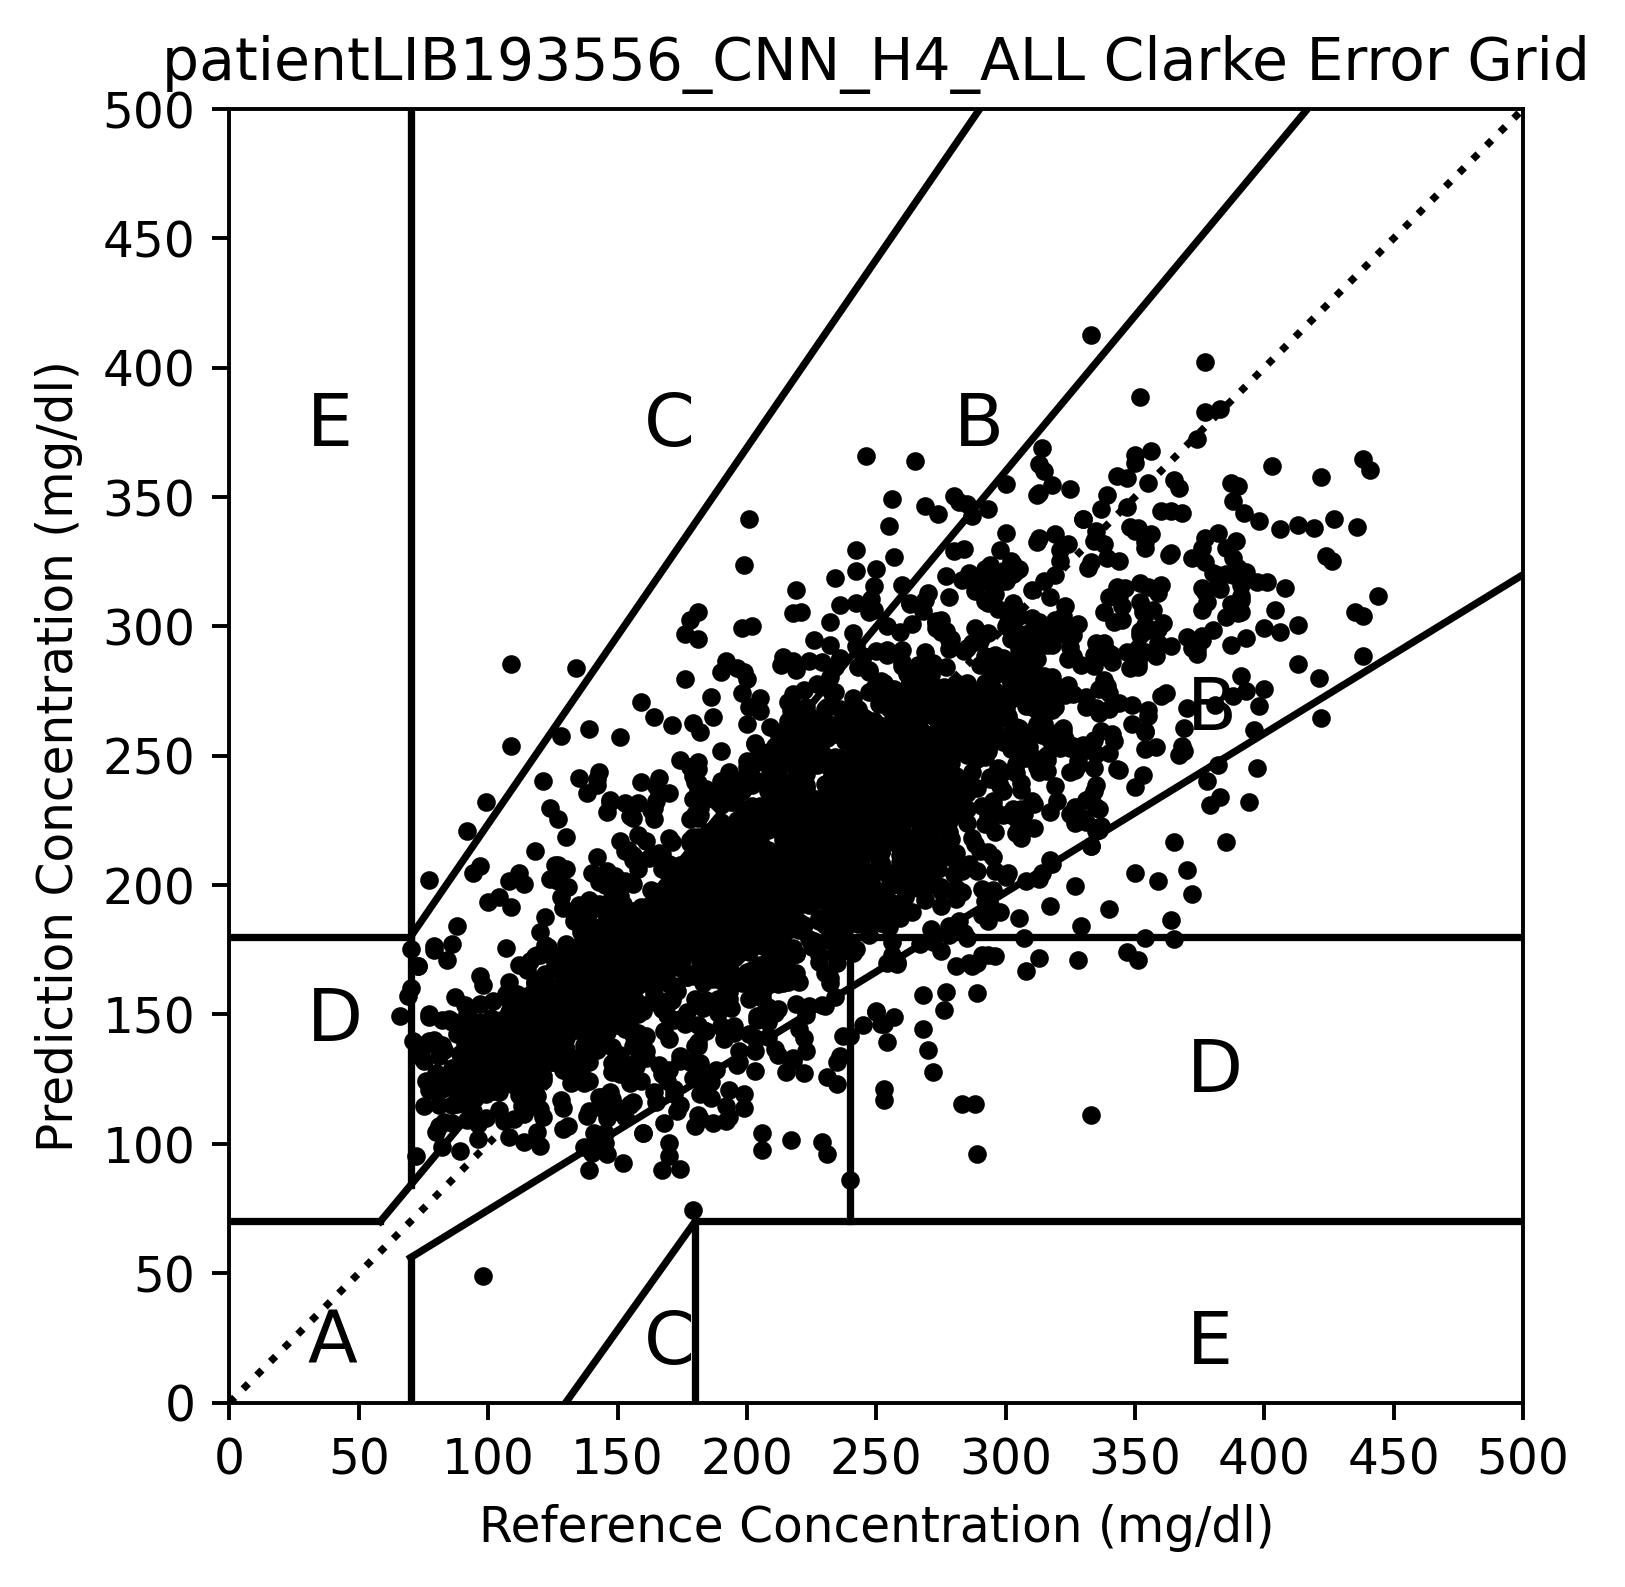 patientLIB193556_CNN_H4_ALL Clarke Error Grid
500
450
400
350
300
250
200
150
100
50
0
Prediction Concentration (mg/dl)
E
C
B
B
D
D
A
C
E
0 50 100 150 200 250 300 350 400 450 500
Reference Concentration (mg/dl)